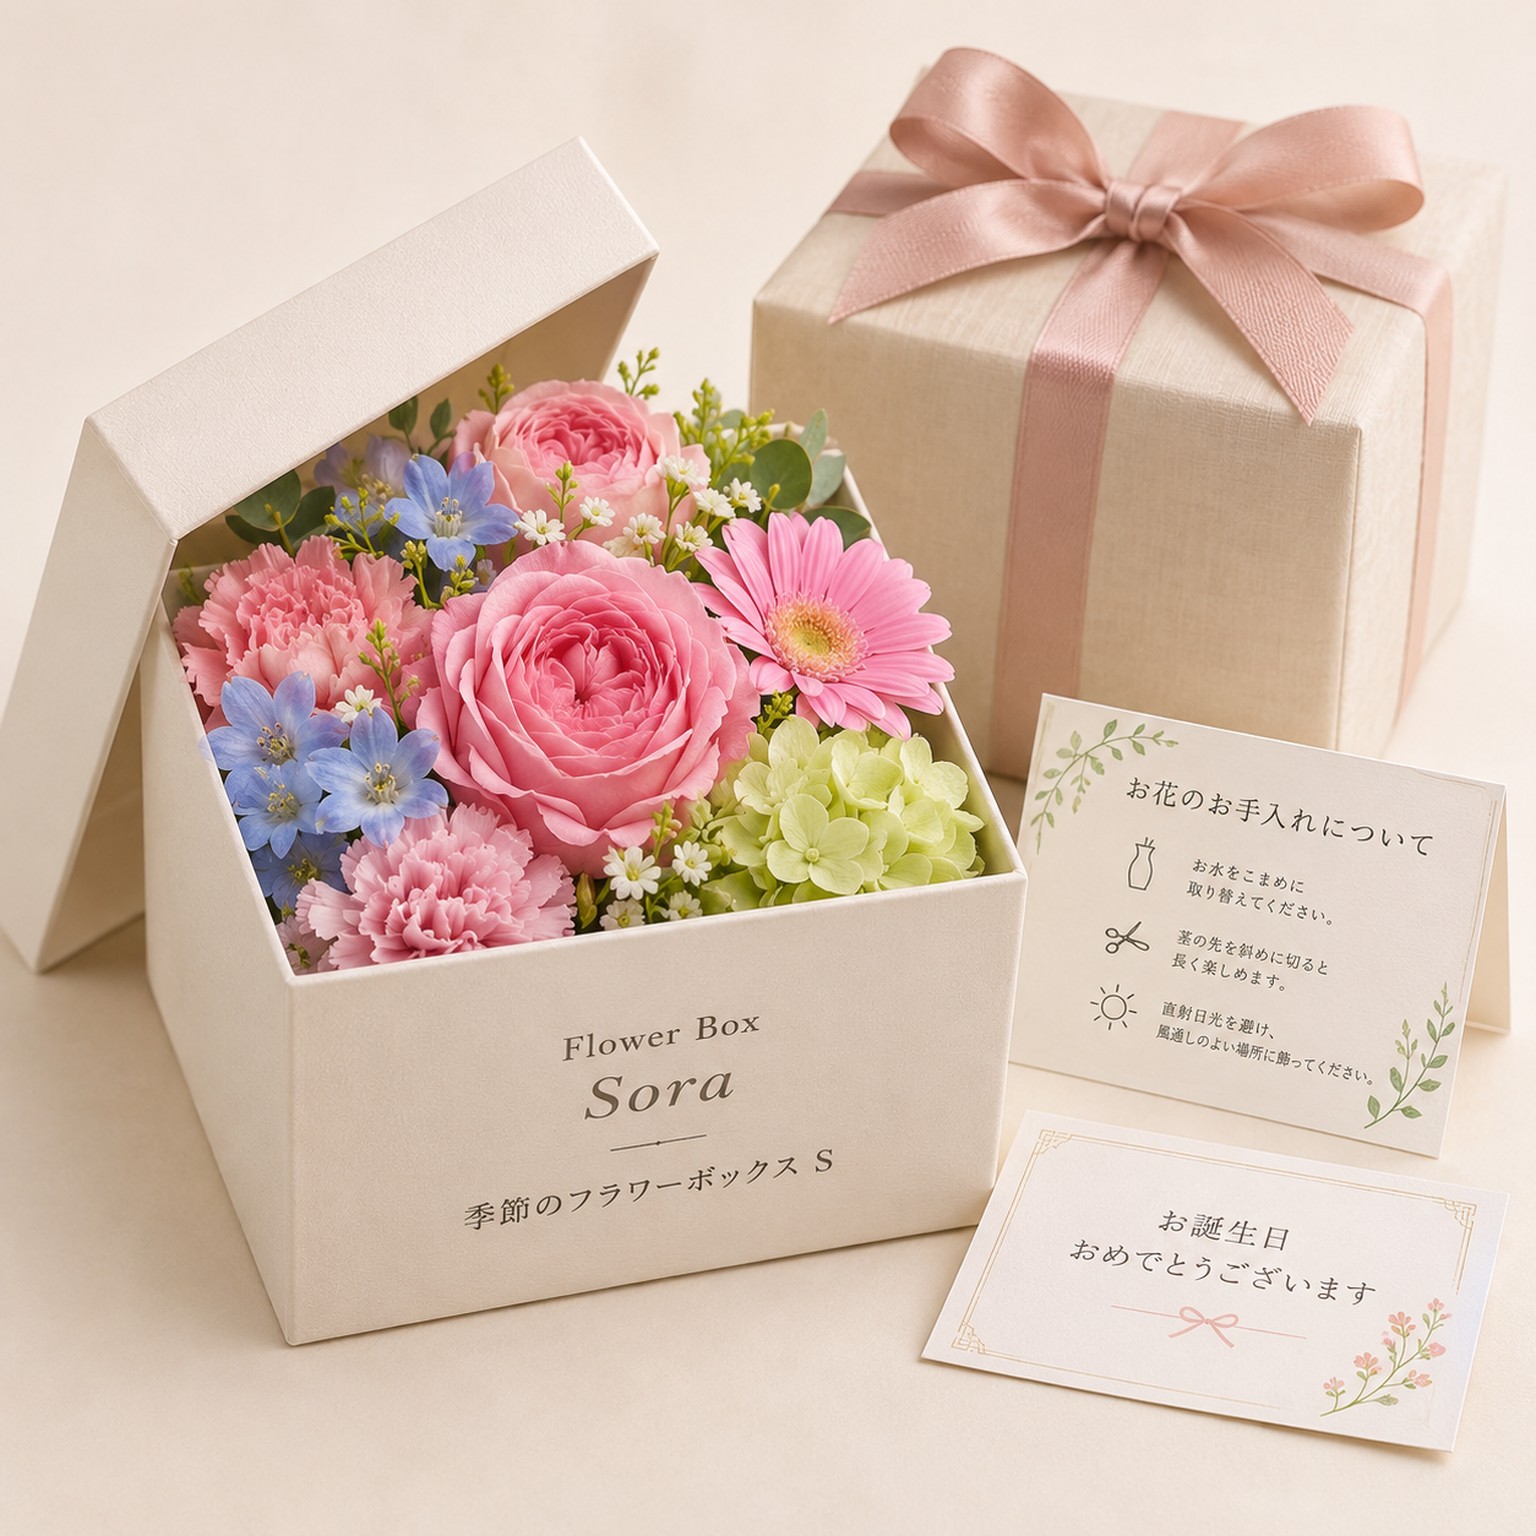 Flower Box
Sora
季節のフラワーボックス S
お花のお手入れについて
お水をこまめに
取り替えてください。
茎の先を斜めに切ると
長く楽しめます。
直射日光を避け、
風通しのよい場所に飾ってください。
お誕生日
おめでとうございます